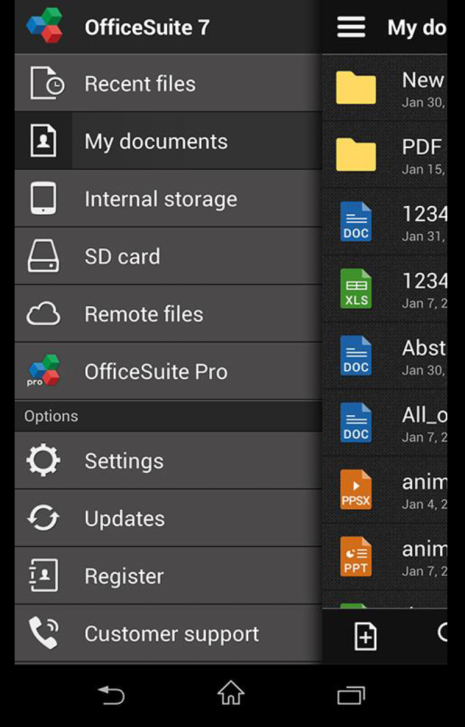 OfficeSuite 7
Recent files
My documents
Internal storage
SD card
Remote files
pro
OfficeSuite Pro
Options
Settings
Updates
Register
Customer support
My do
New
Jan 30,
PDF
Jan 15,
DOC
1234
Jan 31,
XLS
1234
Jan 7, 2
DOC
Abst
Jan 30,
DOC
All_o
Jan 7, 2
PPSX
anim
Jan 4, 2
PPT
anim
Jan 7, 2